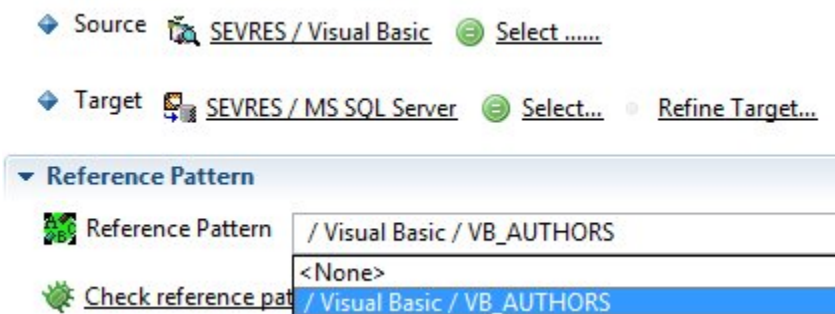 Source SEVRES / Visual Basic Select ......
Target SEVRES / MS SQL Server Select... Refine Target...
Reference Pattern
Reference Pattern / Visual Basic / VB_AUTHORS
<None>
Check reference pat / Visual Basic / VB_AUTHORS